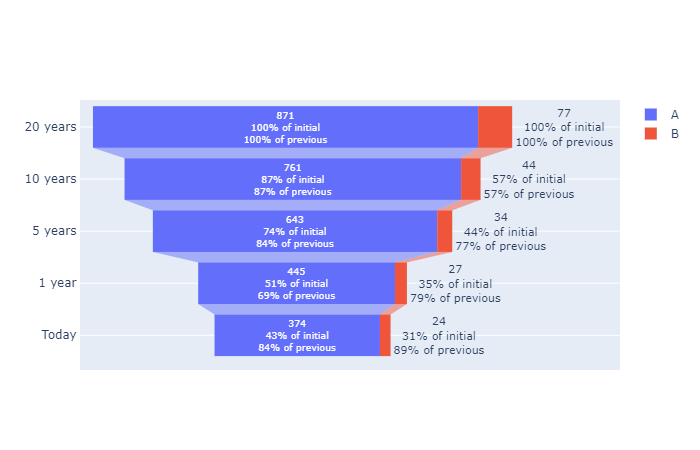 20 years
871
100% of initial
100% of previous
77
100% of initial
100% of previous
10 years
761
87% of initial
87% of previous
44
57% of initial
57% of previous
5 years
643
74% of initial
84% of previous
34
44% of initial
77% of previous
1 year
445
51% of initial
69% of previous
27
35% of initial
79% of previous
Today
374
43% of initial
84% of previous
24
31% of initial
89% of previous
A
B